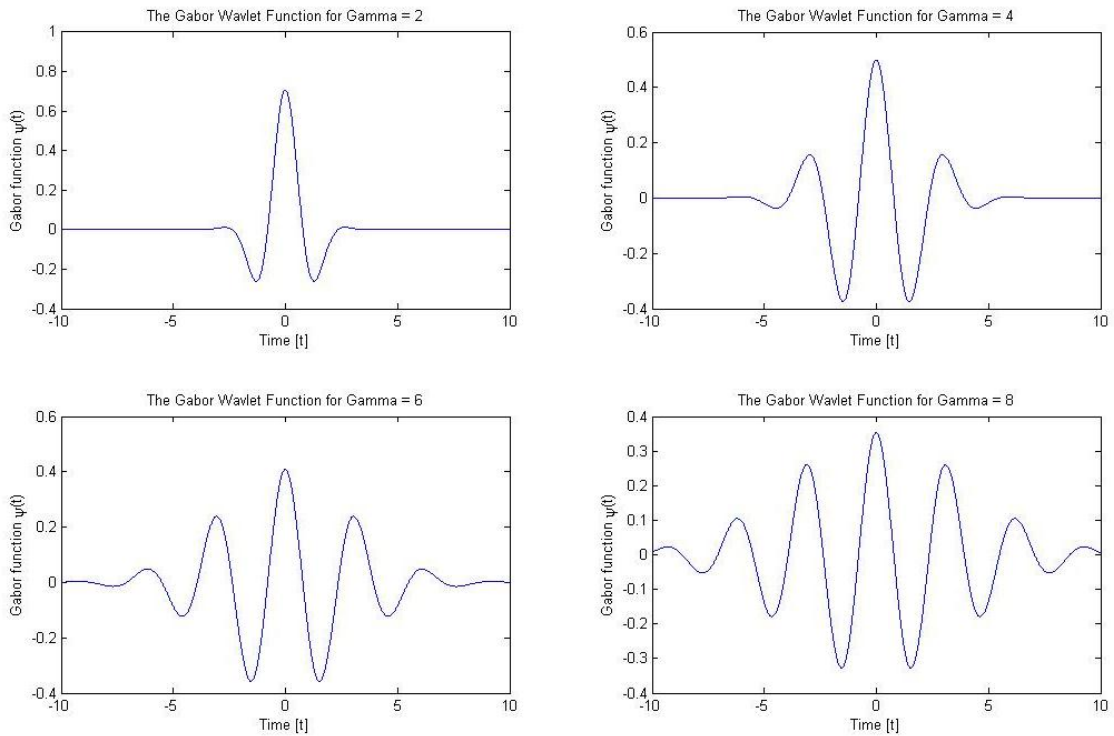 The Gabor Wavlet Function for Gamma = 2
1
0.8
0.6
0.4
0.2
0
-0.2
-0.4
Gabor function ψ(t)
-10 -5 0 5 10
Time [t]
The Gabor Wavlet Function for Gamma = 4
0.6
0.4
0.2
0
-0.2
-0.4
Gabor function ψ(t)
-10 -5 0 5 10
Time [t]
The Gabor Wavlet Function for Gamma = 6
0.6
0.4
0.2
0
-0.2
-0.4
Gabor function ψ(t)
-10 -5 0 5 10
Time [t]
The Gabor Wavlet Function for Gamma = 8
0.4
0.3
0.2
0.1
0
-0.1
-0.2
-0.3
-0.4
Gabor function ψ(t)
-10 -5 0 5 10
Time [t]